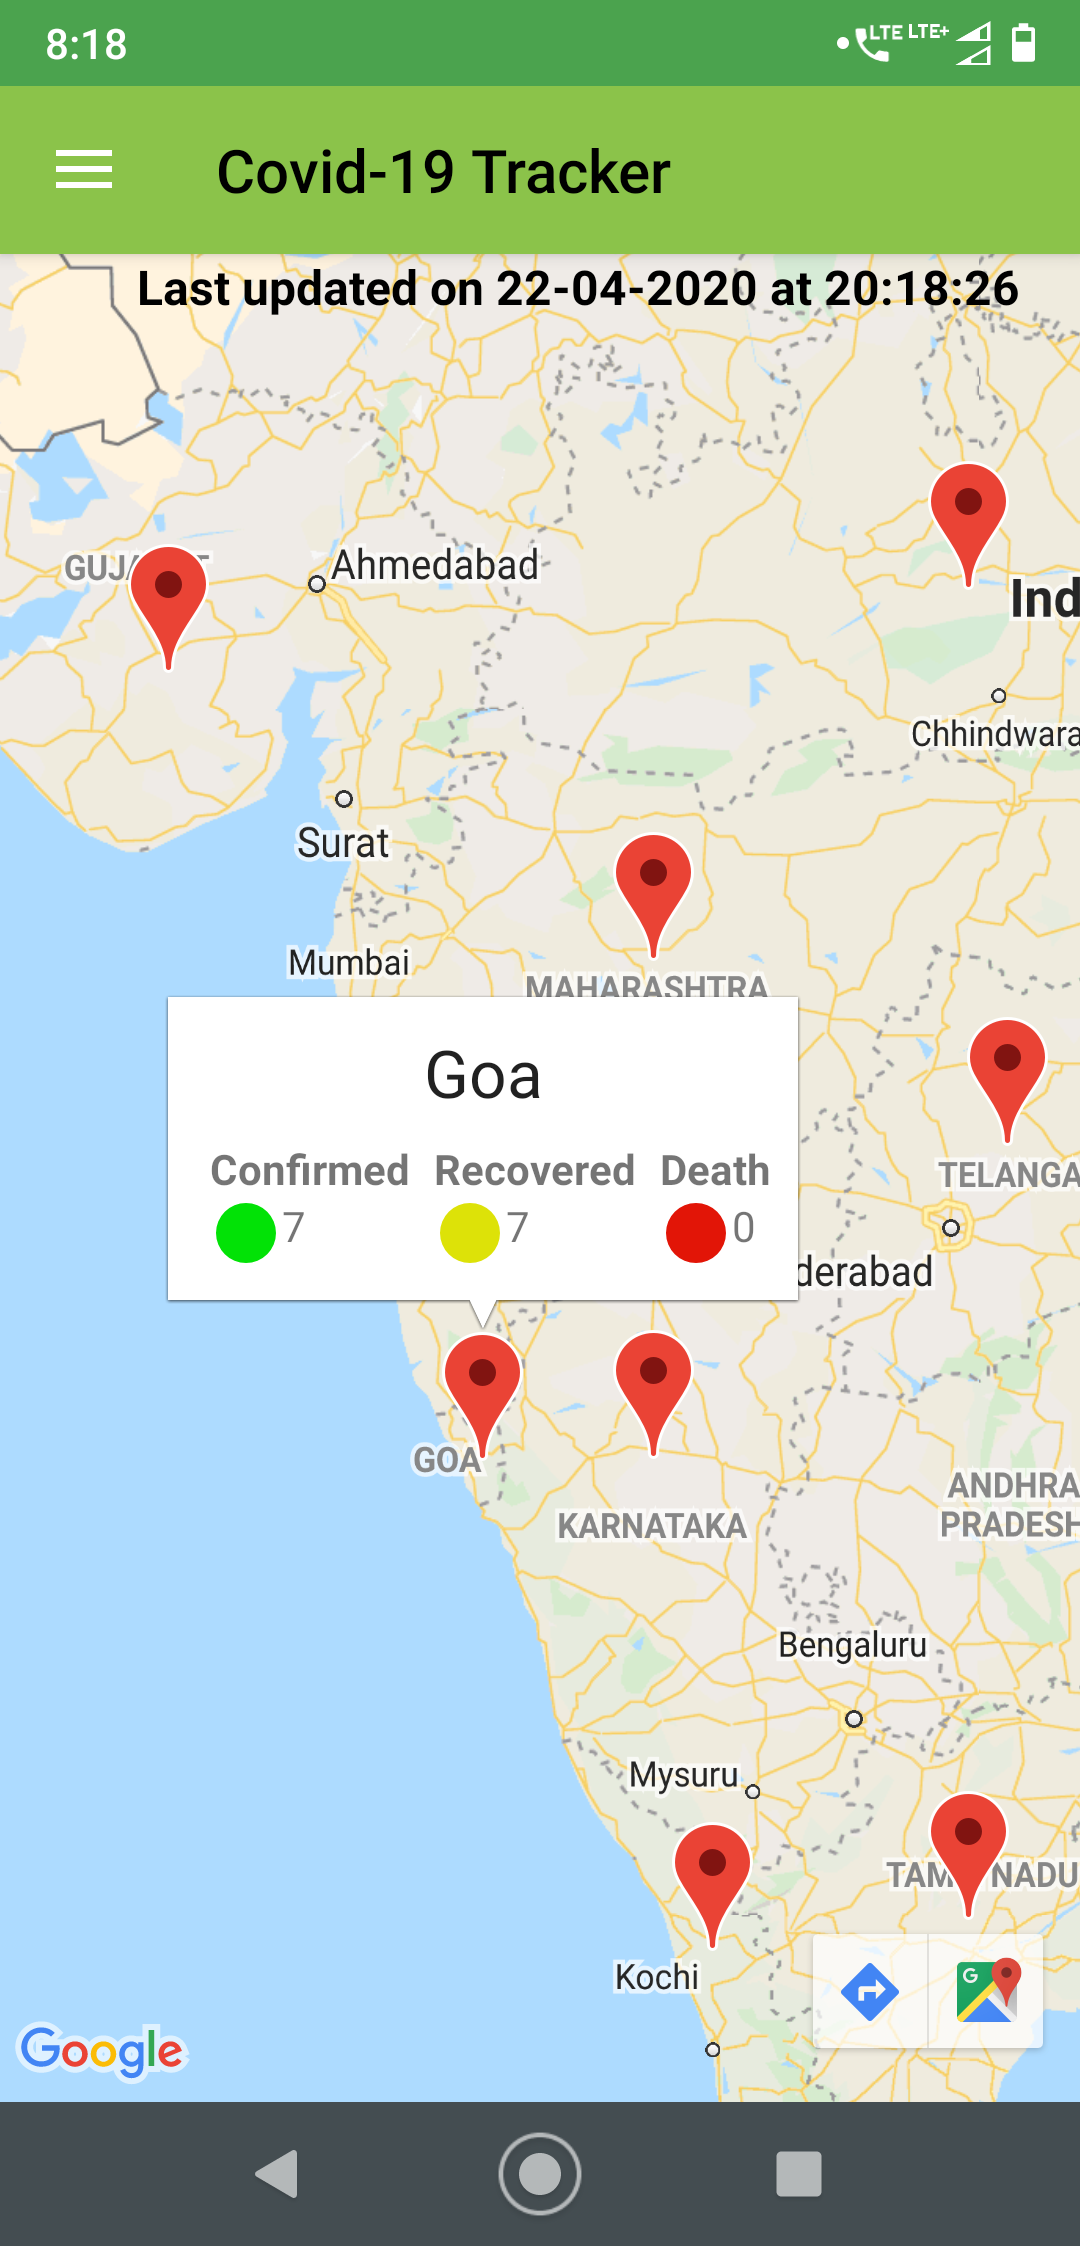 8:18
LTE LTE+
Covid-19 Tracker
Last updated on 22-04-2020 at 20:18:26
Ahmedabad
Ind
Chhindwara
Surat
Mumbai
MAHARASHTRA
Goa
Confirmed Recovered Death
7 7 0
TELANGA
derabad
GOA
KARNATAKA
ANDHRA
PRADESH
Bengaluru
Mysuru
TAM NADU
Kochi
G
Google